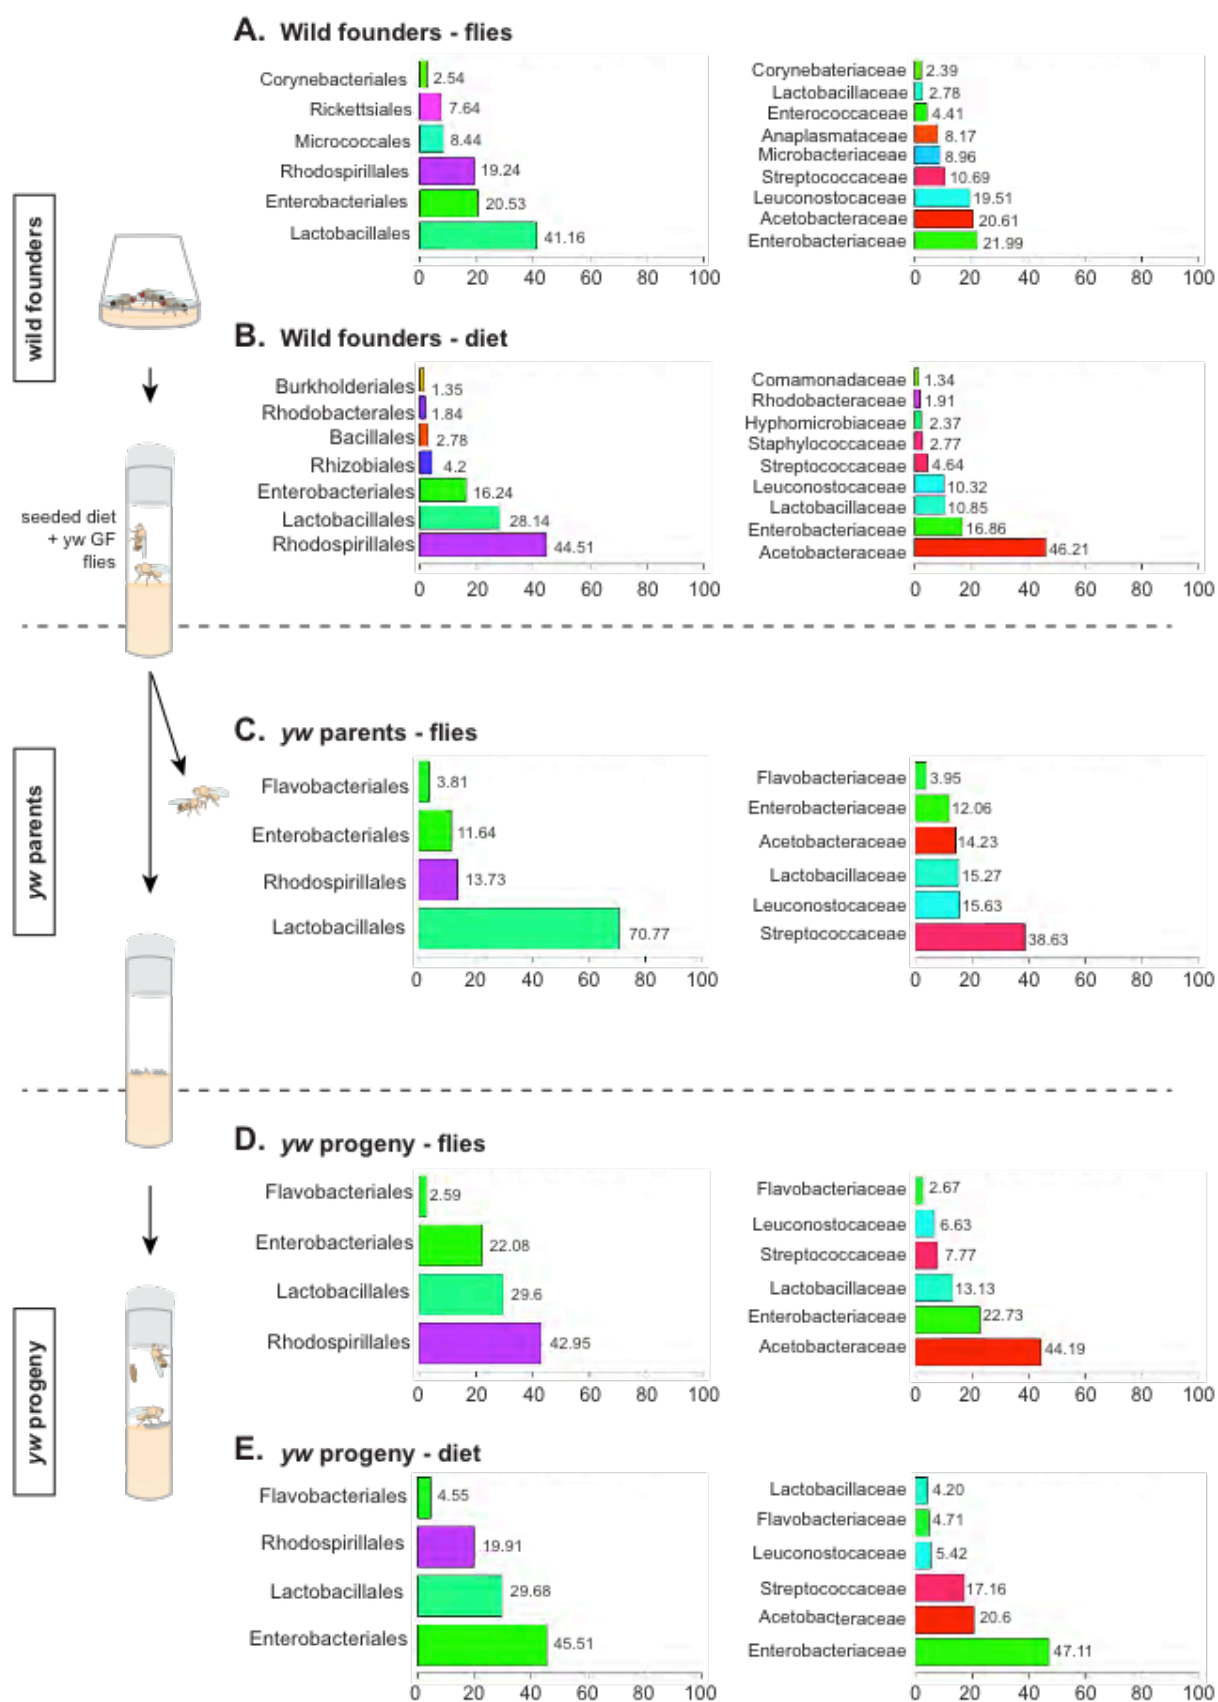 A. Wild founders - flies
Corynebacteriales 2.54
Rickettsiales 7.64
Micrococcales 8.44
Rhodospirillales 19.24
Enterobacteriales 20.53
Lactobacillales 41.16
0 20 40 60 80 100
Corynebateriaceae 2.39
Lactobacillaceae 2.78
Enterococcaceae 4.41
Anaplasmataceae 8.17
Microbacteriaceae 8.96
Streptococcaceae 10.69
Leuconostocaceae 19.51
Acetobacteraceae 20.61
Enterobacteriaceae 21.99
0 20 40 60 80 100
wild founders
B. Wild founders - diet
Burkholderiales 1.35
Rhodobacterales 1.84
Bacillales 2.78
Rhizobiales 4.2
Enterobacteriales 16.24
Lactobacillales 28.14
Rhodospirillales 44.51
0 20 40 60 80 100
Comamonadaceae 1.34
Rhodobacteraceae 1.91
Hyphomicrobiaceae 2.37
Staphylococcaceae 2.77
Streptococcaceae 4.64
Leuconostocaceae 10.32
Lactobacillaceae 10.85
Enterobacteriaceae 16.86
Acetobacteraceae 46.21
0 20 40 60 80 100
seeded diet
+ yw GF
flies
C. yw parents - flies
Flavobacteriales 3.81
Enterobacteriales 11.64
Rhodospirillales 13.73
Lactobacillales 70.77
0 20 40 60 80 100
Flavobacteriaceae 3.95
Enterobacteriaceae 12.06
Acetobacteraceae 14.23
Lactobacillaceae 15.27
Leuconostocaceae 15.63
Streptococcaceae 38.63
0 20 40 60 80 100
yw parents
D. yw progeny - flies
Flavobacteriales 2.59
Enterobacteriales 22.08
Lactobacillales 29.6
Rhodospirillales 42.95
0 20 40 60 80 100
Flavobacteriaceae 2.67
Leuconostocaceae 6.63
Streptococcaceae 7.77
Lactobacillaceae 13.13
Enterobacteriaceae 22.73
Acetobacteraceae 44.19
0 20 40 60 80 100
yw progeny
E. yw progeny - diet
Flavobacteriales 4.55
Rhodospirillales 19.91
Lactobacillales 29.68
Enterobacteriales 45.51
0 20 40 60 80 100
Lactobacillaceae 4.20
Flavobacteriaceae 4.71
Leuconostocaceae 5.42
Streptococcaceae 17.16
Acetobacteraceae 20.6
Enterobacteriaceae 47.11
0 20 40 60 80 100